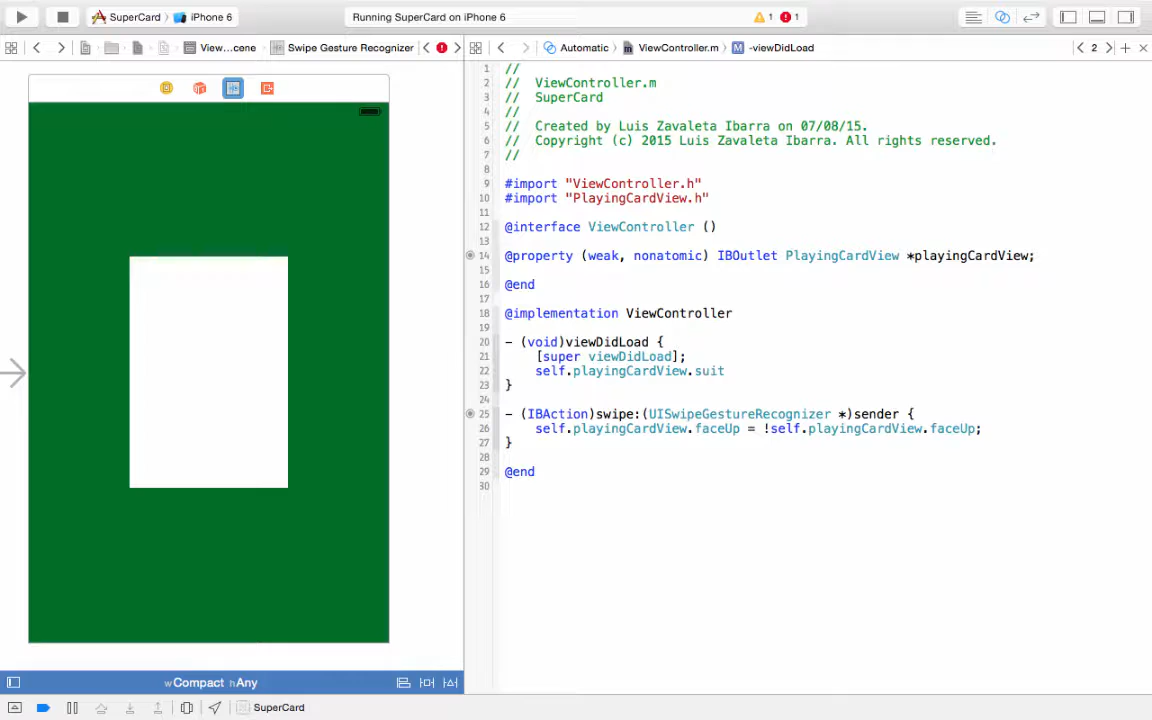 SuperCard 〉 iPhone 6
Running SuperCard on iPhone 6
1 1
View...cene 〉 Swipe Gesture Recognizer
Automatic 〉 ViewController.m 〉 M -viewDidLoad
2
1 //
2 //  ViewController.m
3 //  SuperCard
4 //
5 //  Created by Luis Zavaleta Ibarra on 07/08/15.
6 //  Copyright (c) 2015 Luis Zavaleta Ibarra. All rights reserved.
7 //
8
9 #import "ViewController.h"
10 #import "PlayingCardView.h"
11
12 @interface ViewController ()
13
14 @property (weak, nonatomic) IBOutlet PlayingCardView *playingCardView;
15
16 @end
17
18 @implementation ViewController
19
20 - (void)viewDidLoad {
21     [super viewDidLoad];
22     self.playingCardView.suit
23 }
24
25 - (IBAction)swipe:(UISwipeGestureRecognizer *)sender {
26     self.playingCardView.faceUp = !self.playingCardView.faceUp;
27 }
28
29 @end
30
wCompact hAny
SuperCard